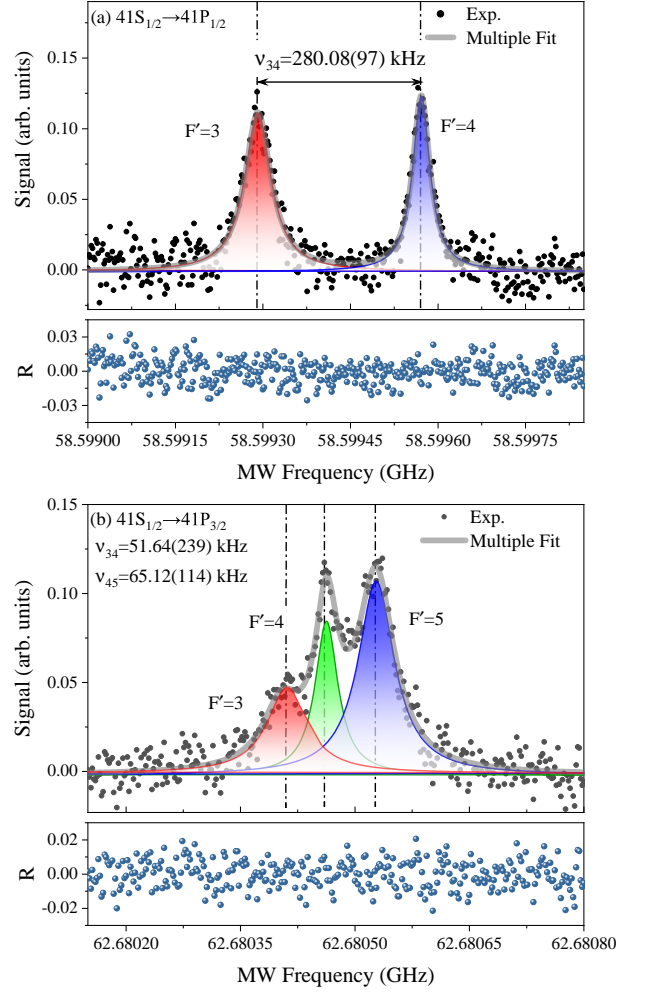 (a) 41S1/2→41P1/2
Exp.
Multiple Fit
ν34=280.08(97) kHz
F′=3
F′=4
Signal (arb. units)
0.15
0.10
0.05
0.00
R
0.03
0.00
-0.03
58.59900 58.59915 58.59930 58.59945 58.59960 58.59975
MW Frequency (GHz)
(b) 41S1/2→41P3/2
ν34=51.64(239) kHz
ν45=65.12(114) kHz
Exp.
Multiple Fit
F′=4
F′=5
F′=3
Signal (arb. units)
0.15
0.10
0.05
0.00
R
0.02
0.00
-0.02
62.68020 62.68035 62.68050 62.68065 62.68080
MW Frequency (GHz)